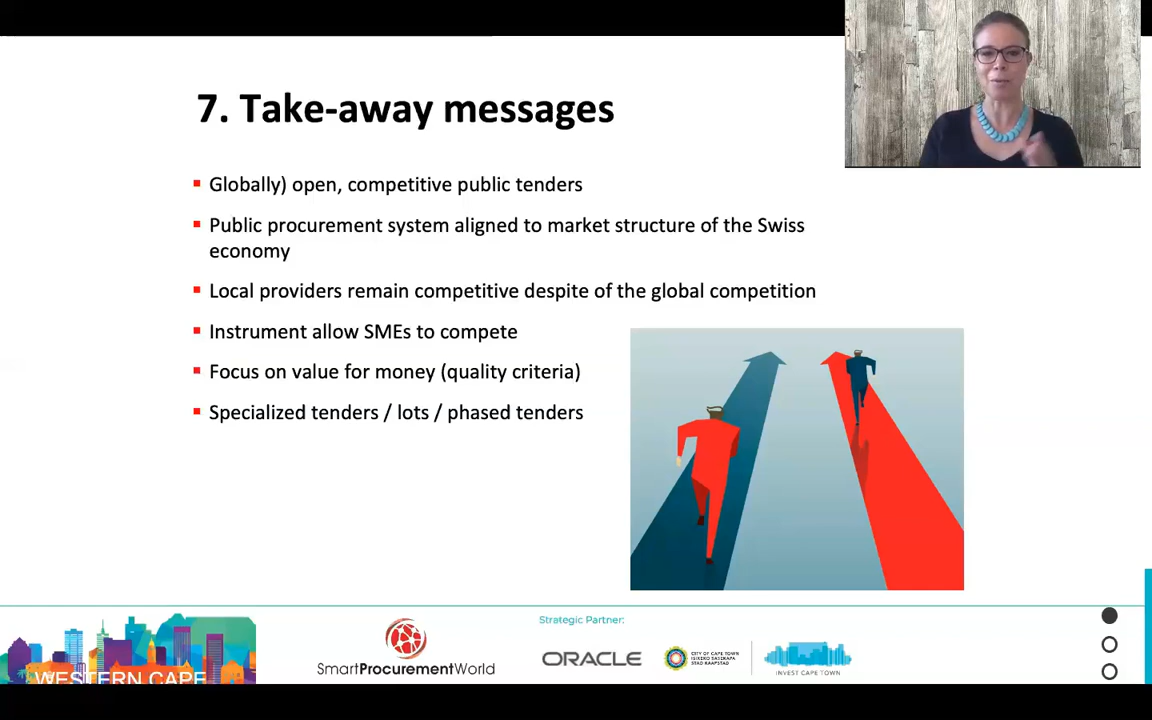 7. Take-away messages
Globally) open, competitive public tenders
Public procurement system aligned to market structure of the Swiss
economy
Local providers remain competitive despite of the global competition
Instrument allow SMEs to compete
Focus on value for money (quality criteria)
Specialized tenders / lots / phased tenders
WESTERN CAPE
SmartProcurementWorld
Strategic Partner:
ORACLE
CITY OF CAPE TOWN
ISIXEKO SASEKAPA
STAD KAAPSTAD
INVEST CAPE TOWN